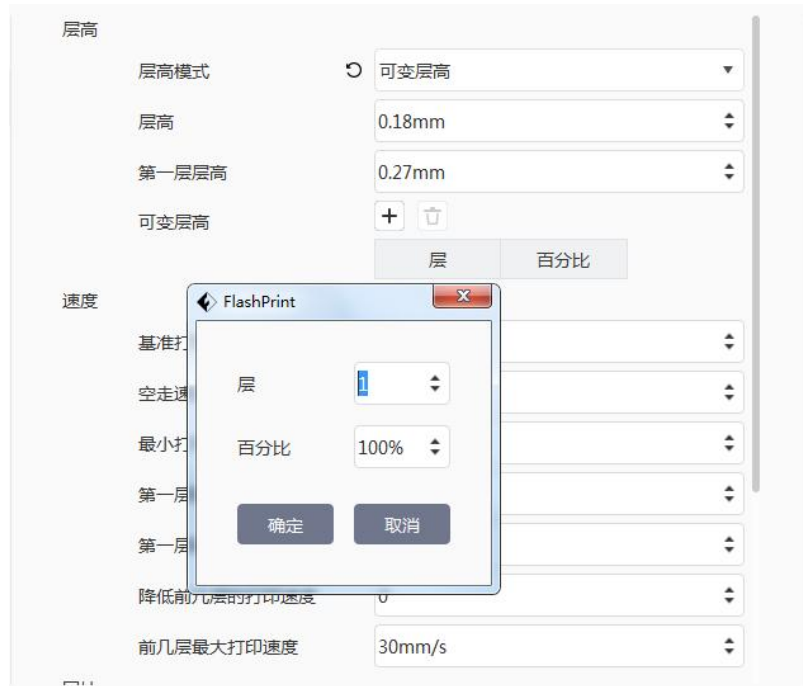 层高
层高模式 可变层高
层高 0.18mm
第一层层高 0.27mm
可变层高
层 百分比
速度
FlashPrint
基准打
空走速
层 1
最小打
百分比 100%
第一层
确定 取消
第一层
降低前几层的打印速度 0
前几层最大打印速度 30mm/s